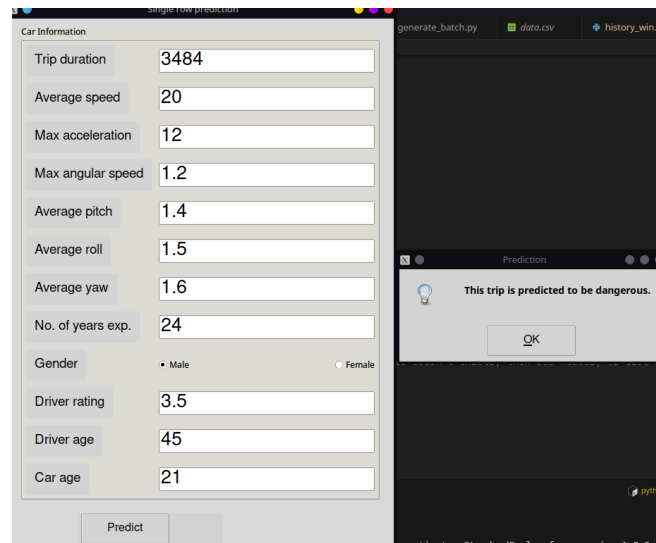 Single row prediction
Car Information
Trip duration 3484
Average speed 20
Max acceleration 12
Max angular speed 1.2
Average pitch 1.4
Average roll 1.5
Average yaw 1.6
No. of years exp. 24
Gender Male Female
Driver rating 3.5
Driver age 45
Car age 21
Predict
generate_batch.py data.csv history_win.
Prediction
This trip is predicted to be dangerous.
OK